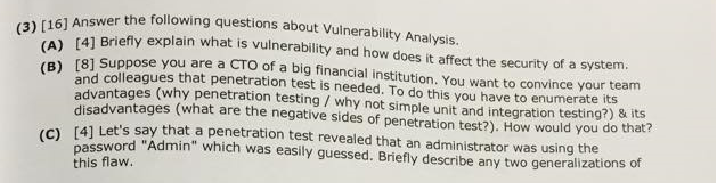 (3) [16] Answer the following questions about Vulnerability Analysis.
(A) [4] Briefly explain what is vulnerability and how does it affect the security of a system.
(B) [8] Suppose you are a CTO of a big financial institution. You want to convince your team
and colleagues that penetration test is needed. To do this you have to enumerate its
advantages (why penetration testing / why not simple unit and integration testing?) & its
disadvantages (what are the negative sides of penetration test?). How would you do that?
(C) [4] Let's say that a penetration test revealed that an administrator was using the
password "Admin" which was easily guessed. Briefly describe any two generalizations of
this flaw.